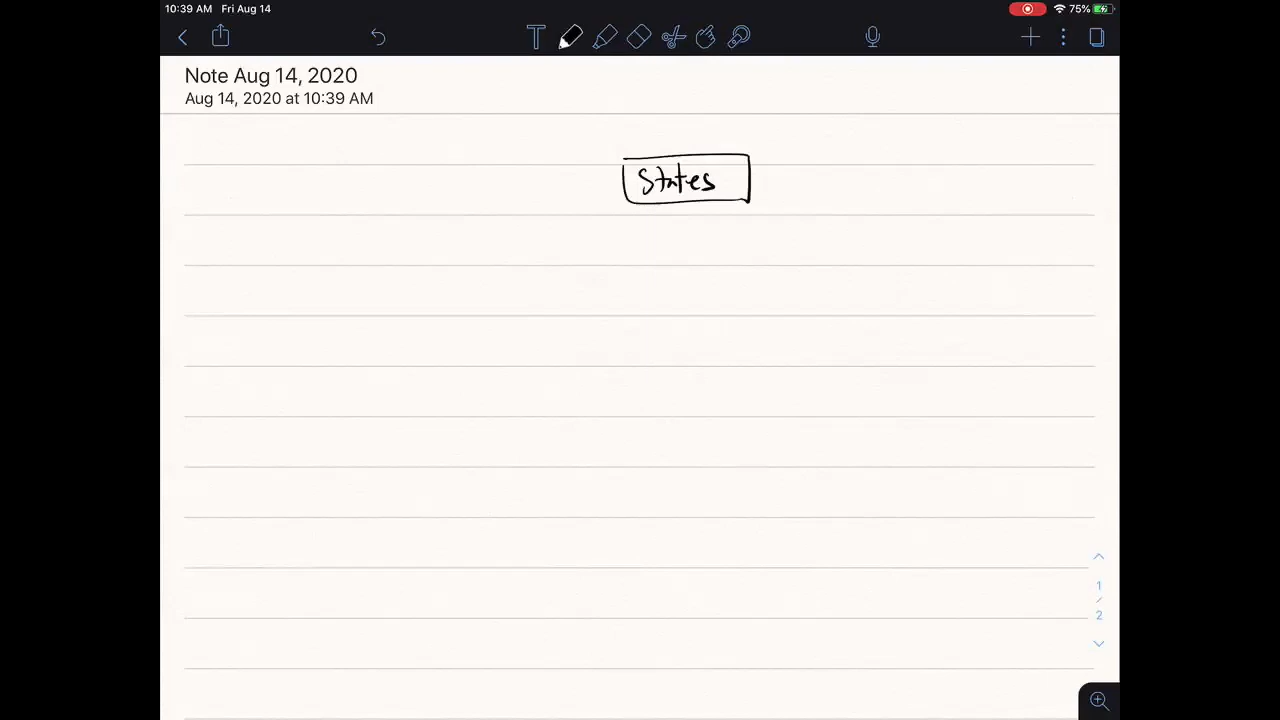 10:39 AM Fri Aug 14
75%
T
Note Aug 14, 2020
Aug 14, 2020 at 10:39 AM
States
1
2